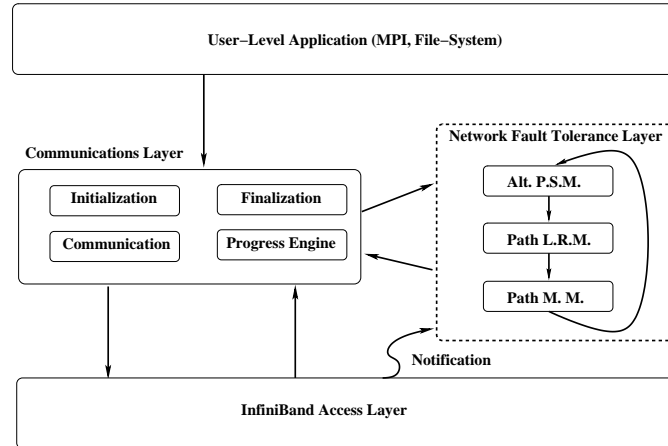 User-Level Application (MPI, File-System)
Network Fault Tolerance Layer
Communications Layer
Alt. P.S.M.
Initialization
Finalization
Path L.R.M.
Communication
Progress Engine
Path M. M.
Notification
InfiniBand Access Layer